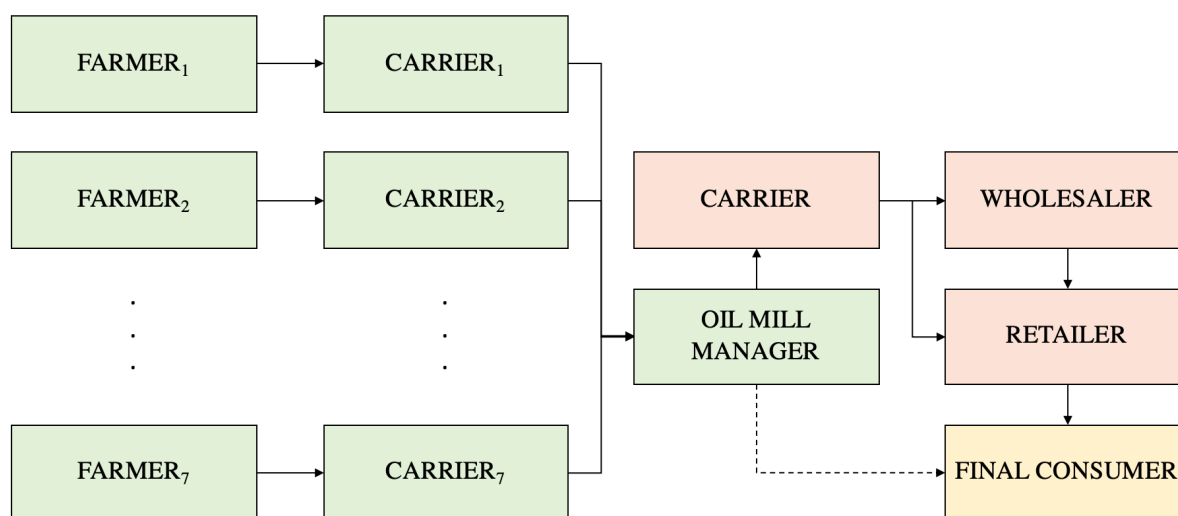 FARMER₁
CARRIER₁
FARMER₂
CARRIER₂
CARRIER
WHOLESALER
OIL MILL
MANAGER
RETAILER
FARMER₇
CARRIER₇
FINAL CONSUMER